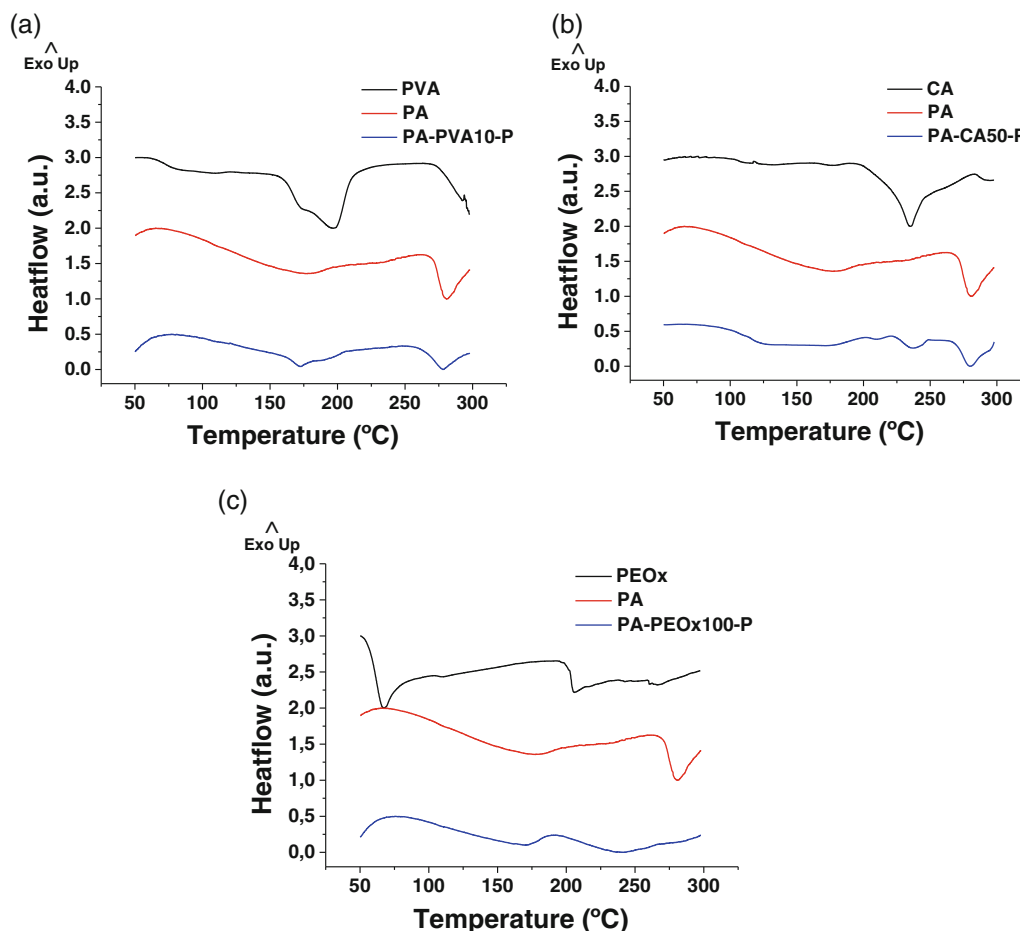 (a)
^
Exo Up
PVA
PA
PA-PVA10-P
4.0
3.5
3.0
2.5
2.0
1.5
1.0
0.5
0.0
Heatflow (a.u.)
50 100 150 200 250 300
Temperature (ºC)
(b)
^
Exo Up
CA
PA
PA-CA50-P
4.0
3.5
3.0
2.5
2.0
1.5
1.0
0.5
0.0
Heatflow (a.u.)
50 100 150 200 250 300
Temperature (ºC)
(c)
^
Exo Up
PEOx
PA
PA-PEOx100-P
4,0
3,5
3,0
2,5
2,0
1,5
1,0
0,5
0,0
Heatflow (a.u.)
50 100 150 200 250 300
Temperature (ºC)